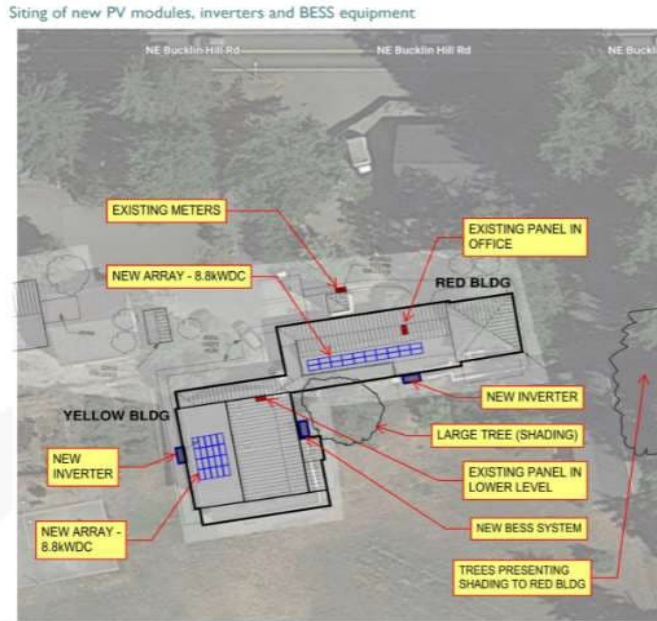 Siting of new PV modules, inverters and BESS equipment
NE Bucklin Hill Rd
NE Bucklin Hill Rd
NE Buckli
EXISTING METERS
EXISTING PANEL IN
OFFICE
NEW ARRAY - 8.8kWDC
RED BLDG
NEW INVERTER
YELLOW BLDG
LARGE TREE (SHADING)
NEW
INVERTER
EXISTING PANEL IN
LOWER LEVEL
NEW ARRAY -
8.8kWDC
NEW BESS SYSTEM
TREES PRESENTING
SHADING TO RED BLDG